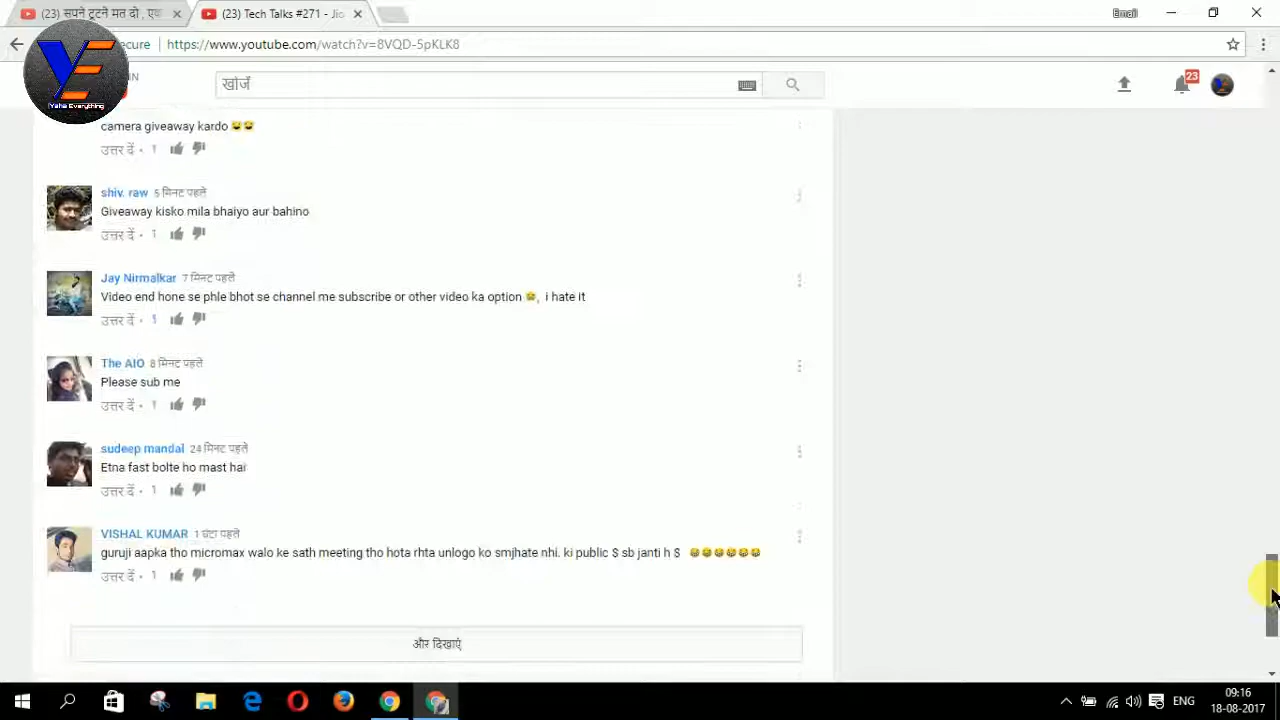 (23) सपने टूटने मत दो , एक
(23) Tech Talks #271 - Jio
Email
Secure https://www.youtube.com/watch?v=8VQD-5pKLK8
IN
खोजें
23
YE
Yaha Everything
camera giveaway kardo 😂😂
उत्तर दें • 1
shiv. raw 5 मिनट पहले
Giveaway kisko mila bhaiyo aur bahino
उत्तर दें • 1
Jay Nirmalkar 7 मिनट पहले
Video end hone se phle bhot se channel me subscribe or other video ka option 😫, i hate it
उत्तर दें • 1
The AIO 8 मिनट पहले
Please sub me
उत्तर दें • 1
sudeep mandal 24 मिनट पहले
Etna fast bolte ho mast hai
उत्तर दें • 1
VISHAL KUMAR 1 घंटा पहले
guruji aapka tho micromax walo ke sath meeting tho hota rhta unlogo ko smjhate nhi. ki public $ sb janti h $ 😂😂😂😂😂😂
उत्तर दें • 1
और दिखाएं
ENG
09:16
18-08-2017